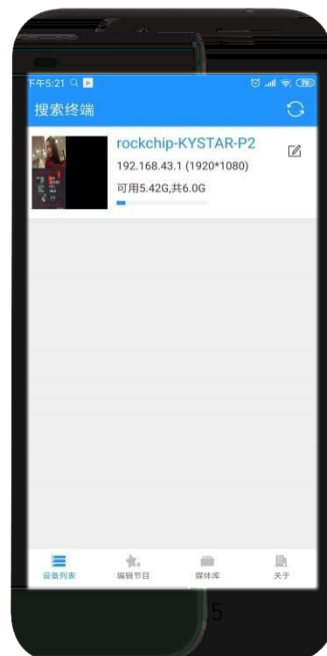 下午5:21
搜索终端
rockchip-KYSTAR-P2
192.168.43.1 (1920*1080)
可用5.42G,共6.0G
设备列表
编辑节目
媒体库
关于
5